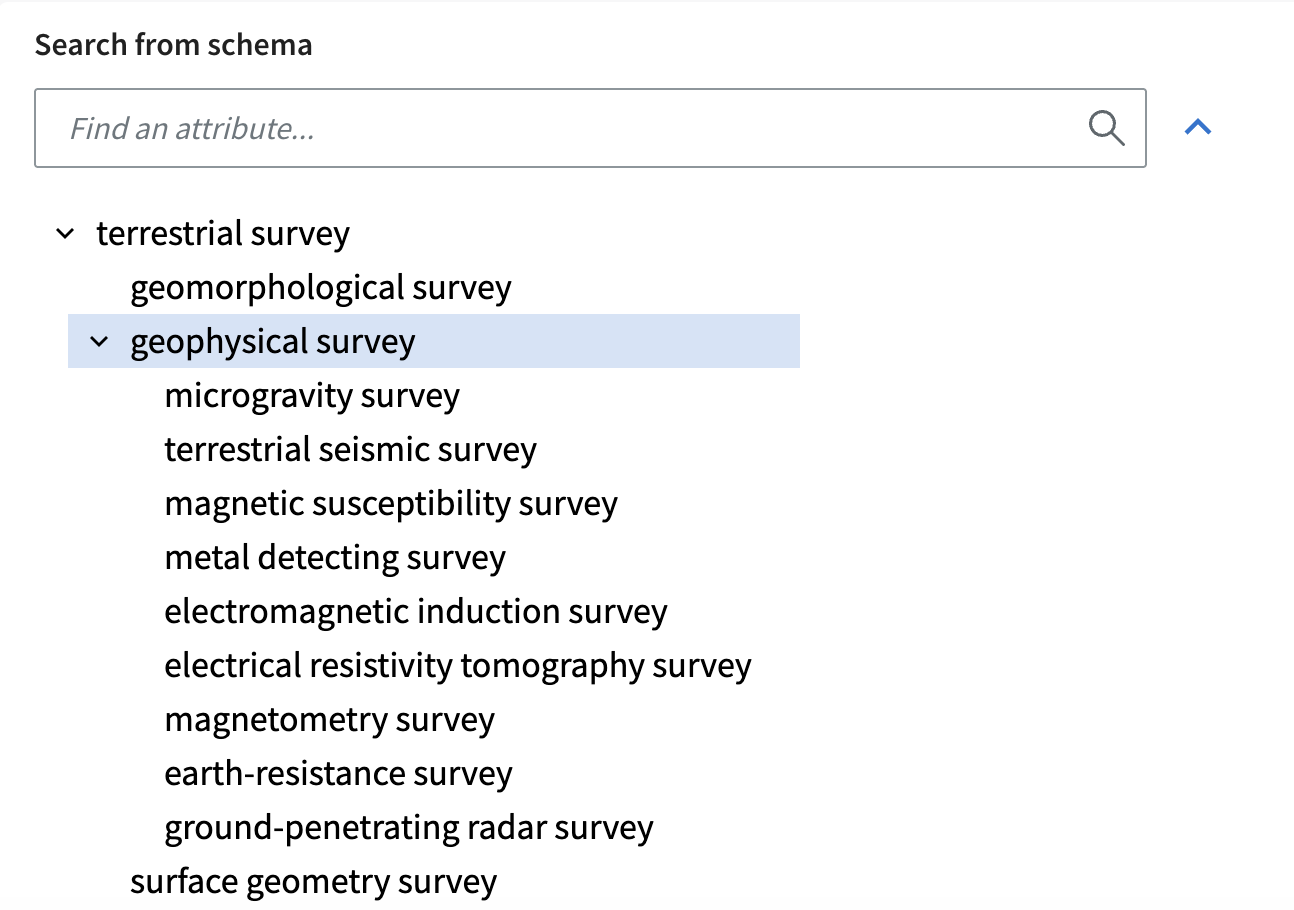 Search from schema
Find an attribute...
terrestrial survey
geomorphological survey
geophysical survey
microgravity survey
terrestrial seismic survey
magnetic susceptibility survey
metal detecting survey
electromagnetic induction survey
electrical resistivity tomography survey
magnetometry survey
earth-resistance survey
ground-penetrating radar survey
surface geometry survey